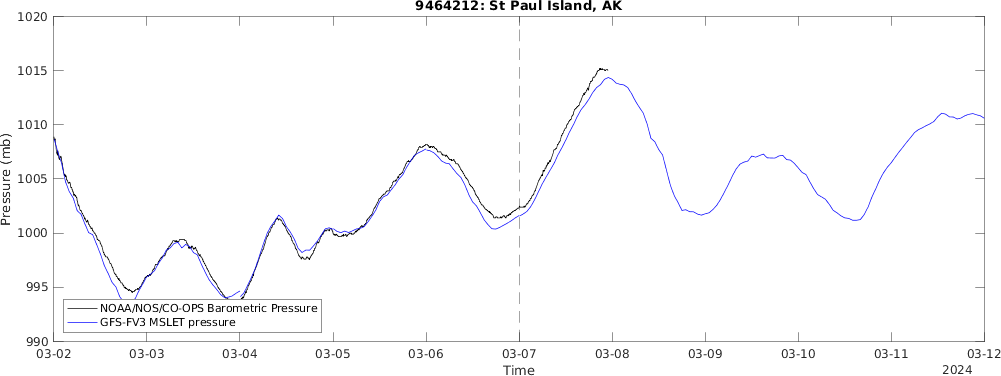 9464212: St Paul Island, AK
1020
1015
1010
1005
1000
995
990
Pressure (mb)
NOAA/NOS/CO-OPS Barometric Pressure
GFS-FV3 MSLET pressure
03-02 03-03 03-04 03-05 03-06 03-07 03-08 03-09 03-10 03-11 03-12
Time
2024